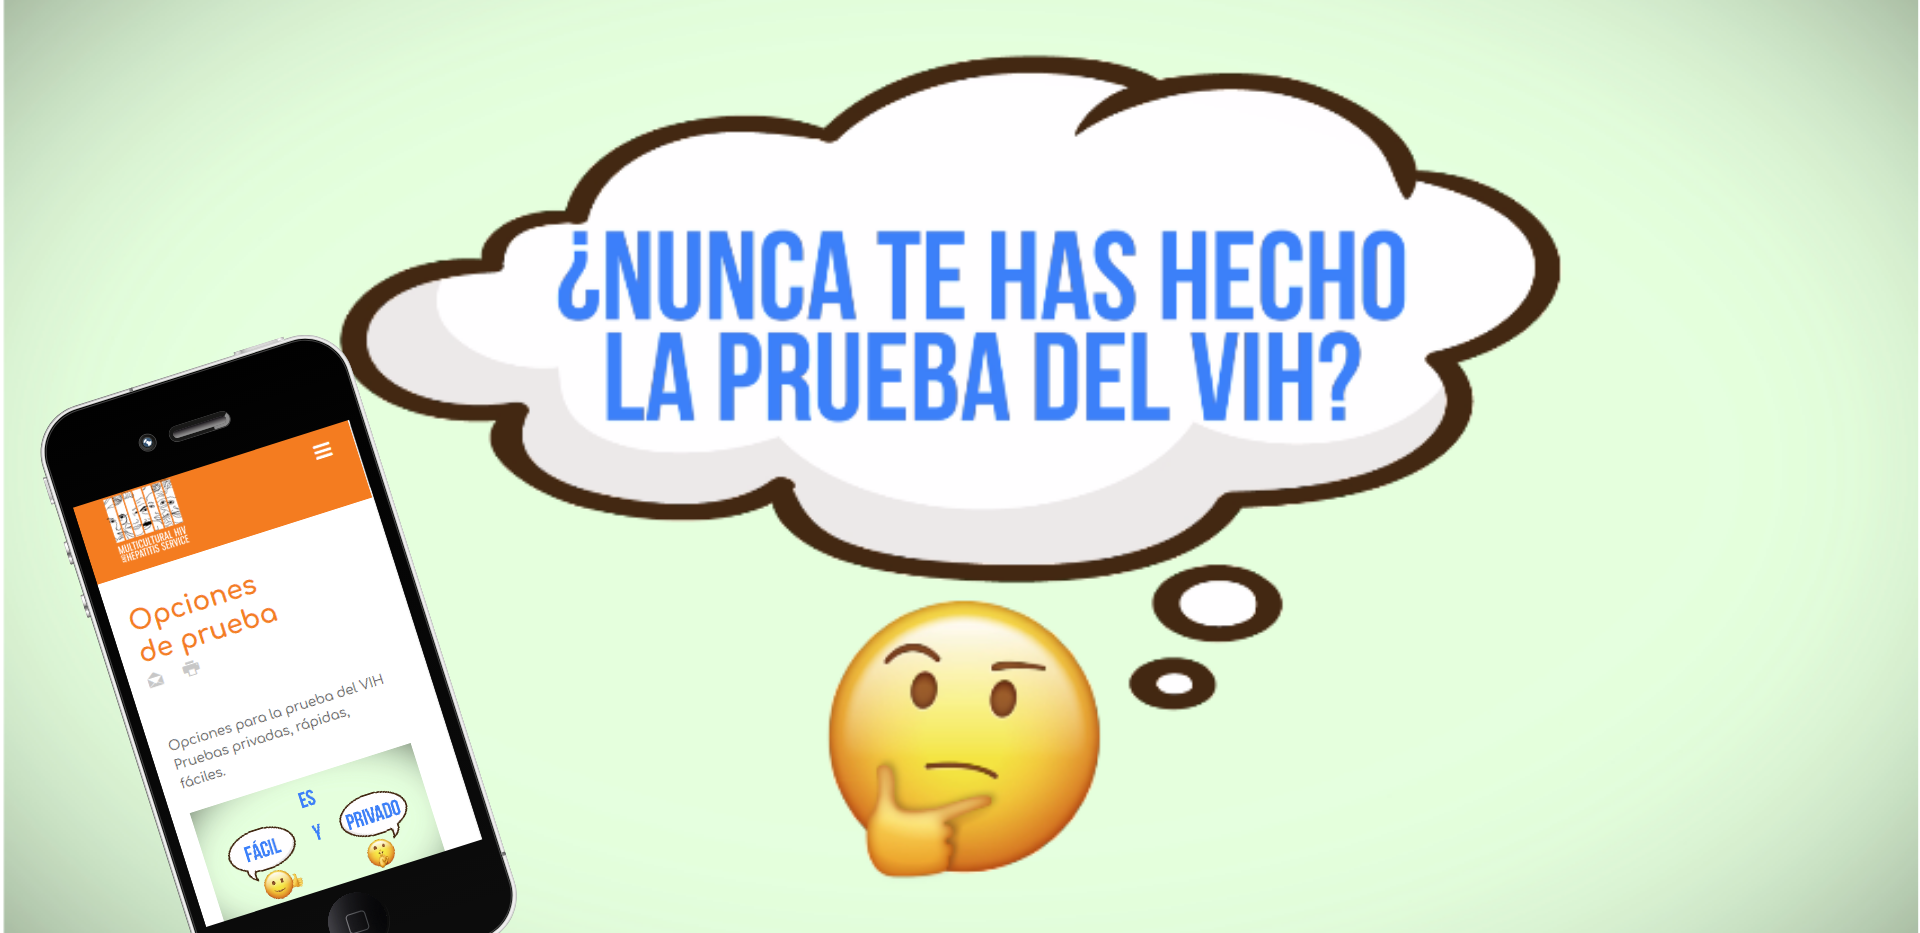 ¿NUNCA TE HAS HECHO
LA PRUEBA DEL VIH?
MULTICULTURAL HIV
AND HEPATITIS SERVICE
Opciones
de prueba
Opciones para la prueba del VIH
Pruebas privadas, rápidas,
fáciles.
ES
FÁCIL
Y
PRIVADO